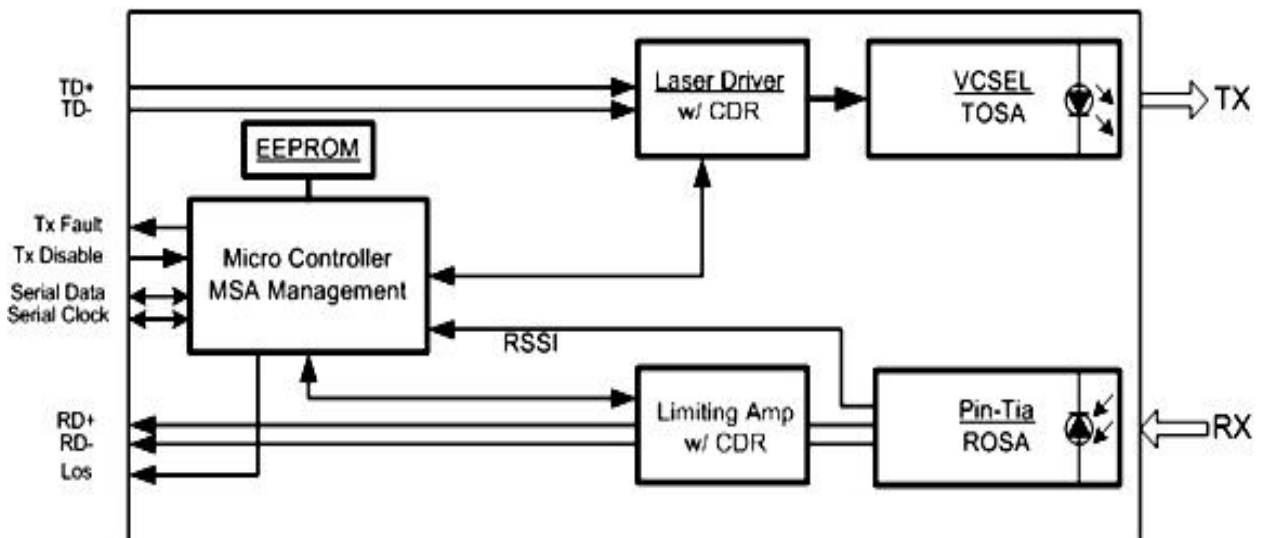 TD+
TD-
Laser Driver
w/ CDR
VCSEL
TOSA
TX
EEPROM
Tx Fault
Tx Disable
Serial Data
Serial Clock
Micro Controller
MSA Management
RSSI
RD+
RD-
Los
Limiting Amp
w/ CDR
Pin-Tia
ROSA
RX